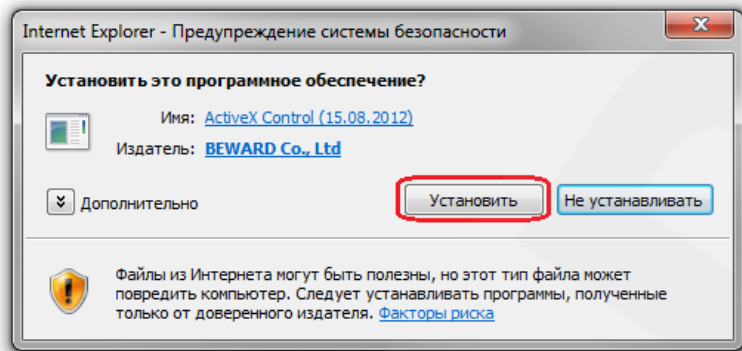 Internet Explorer - Предупреждение системы безопасности
Установить это программное обеспечение?
Имя: ActiveX Control (15.08.2012)
Издатель: BEWARD Co., Ltd
Дополнительно
Установить
Не устанавливать
Файлы из Интернета могут быть полезны, но этот тип файла может
повредить компьютер. Следует устанавливать программы, полученные
только от доверенного издателя. Факторы риска